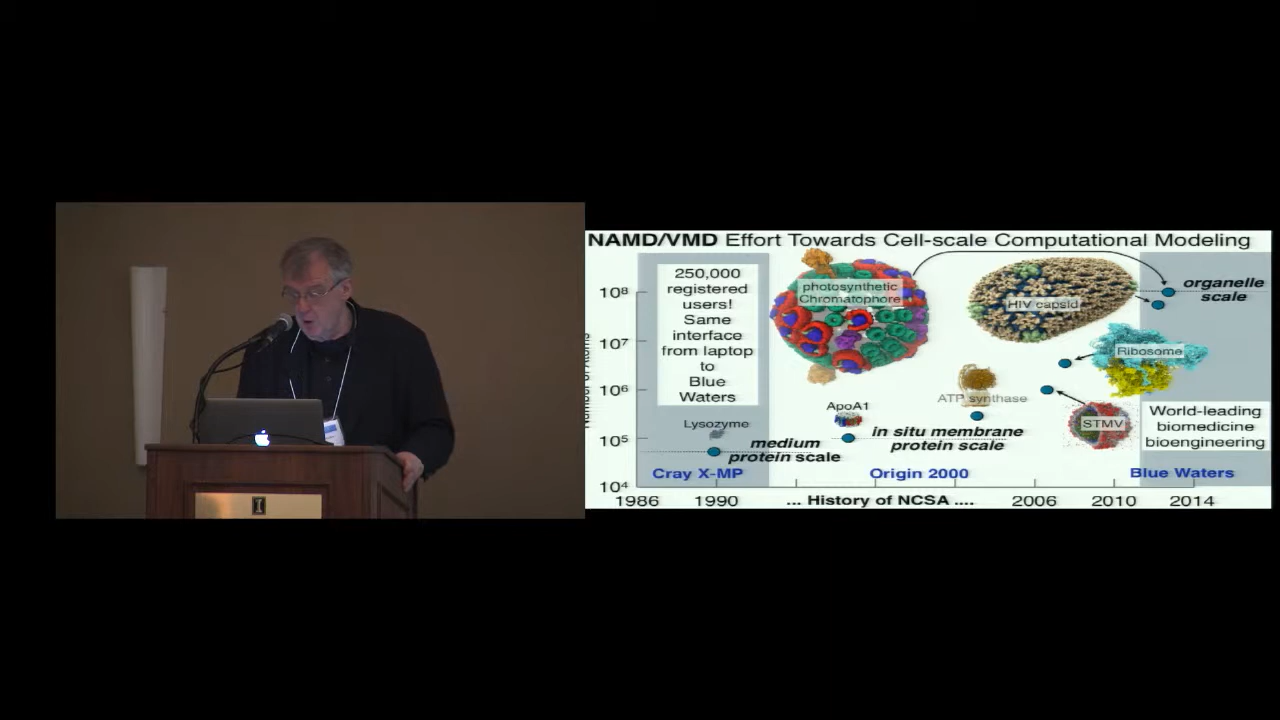 NAMD/VMD Effort Towards Cell-scale Computational Modeling
250,000
registered
users!
Same
interface
from laptop
to
Blue
Waters
photosynthetic
Chromatophore
HIV capsid
organelle
scale
Ribosome
ATP synthase
ApoA1
Lysozyme
STMV
World-leading
biomedicine
bioengineering
medium
protein scale
in situ membrane
protein scale
Cray X-MP
Origin 2000
Blue Waters
10⁸
10⁷
10⁶
10⁵
10⁴
1986 1990 ... History of NCSA .... 2006 2010 2014
I